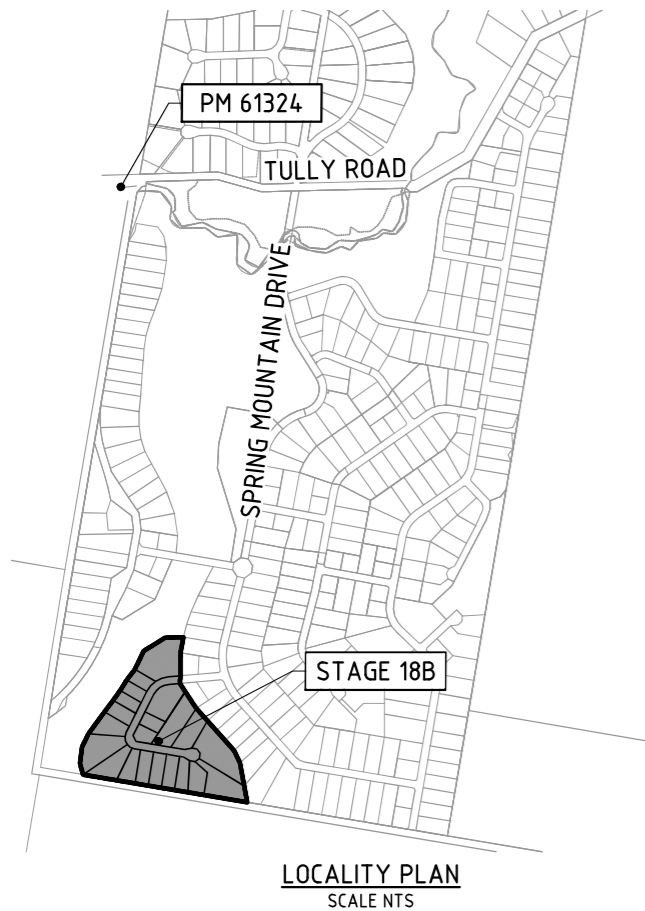 PM 61324
TULLY ROAD
SPRING MOUNTAIN DRIVE
STAGE 18B
LOCALITY PLAN
SCALE NTS